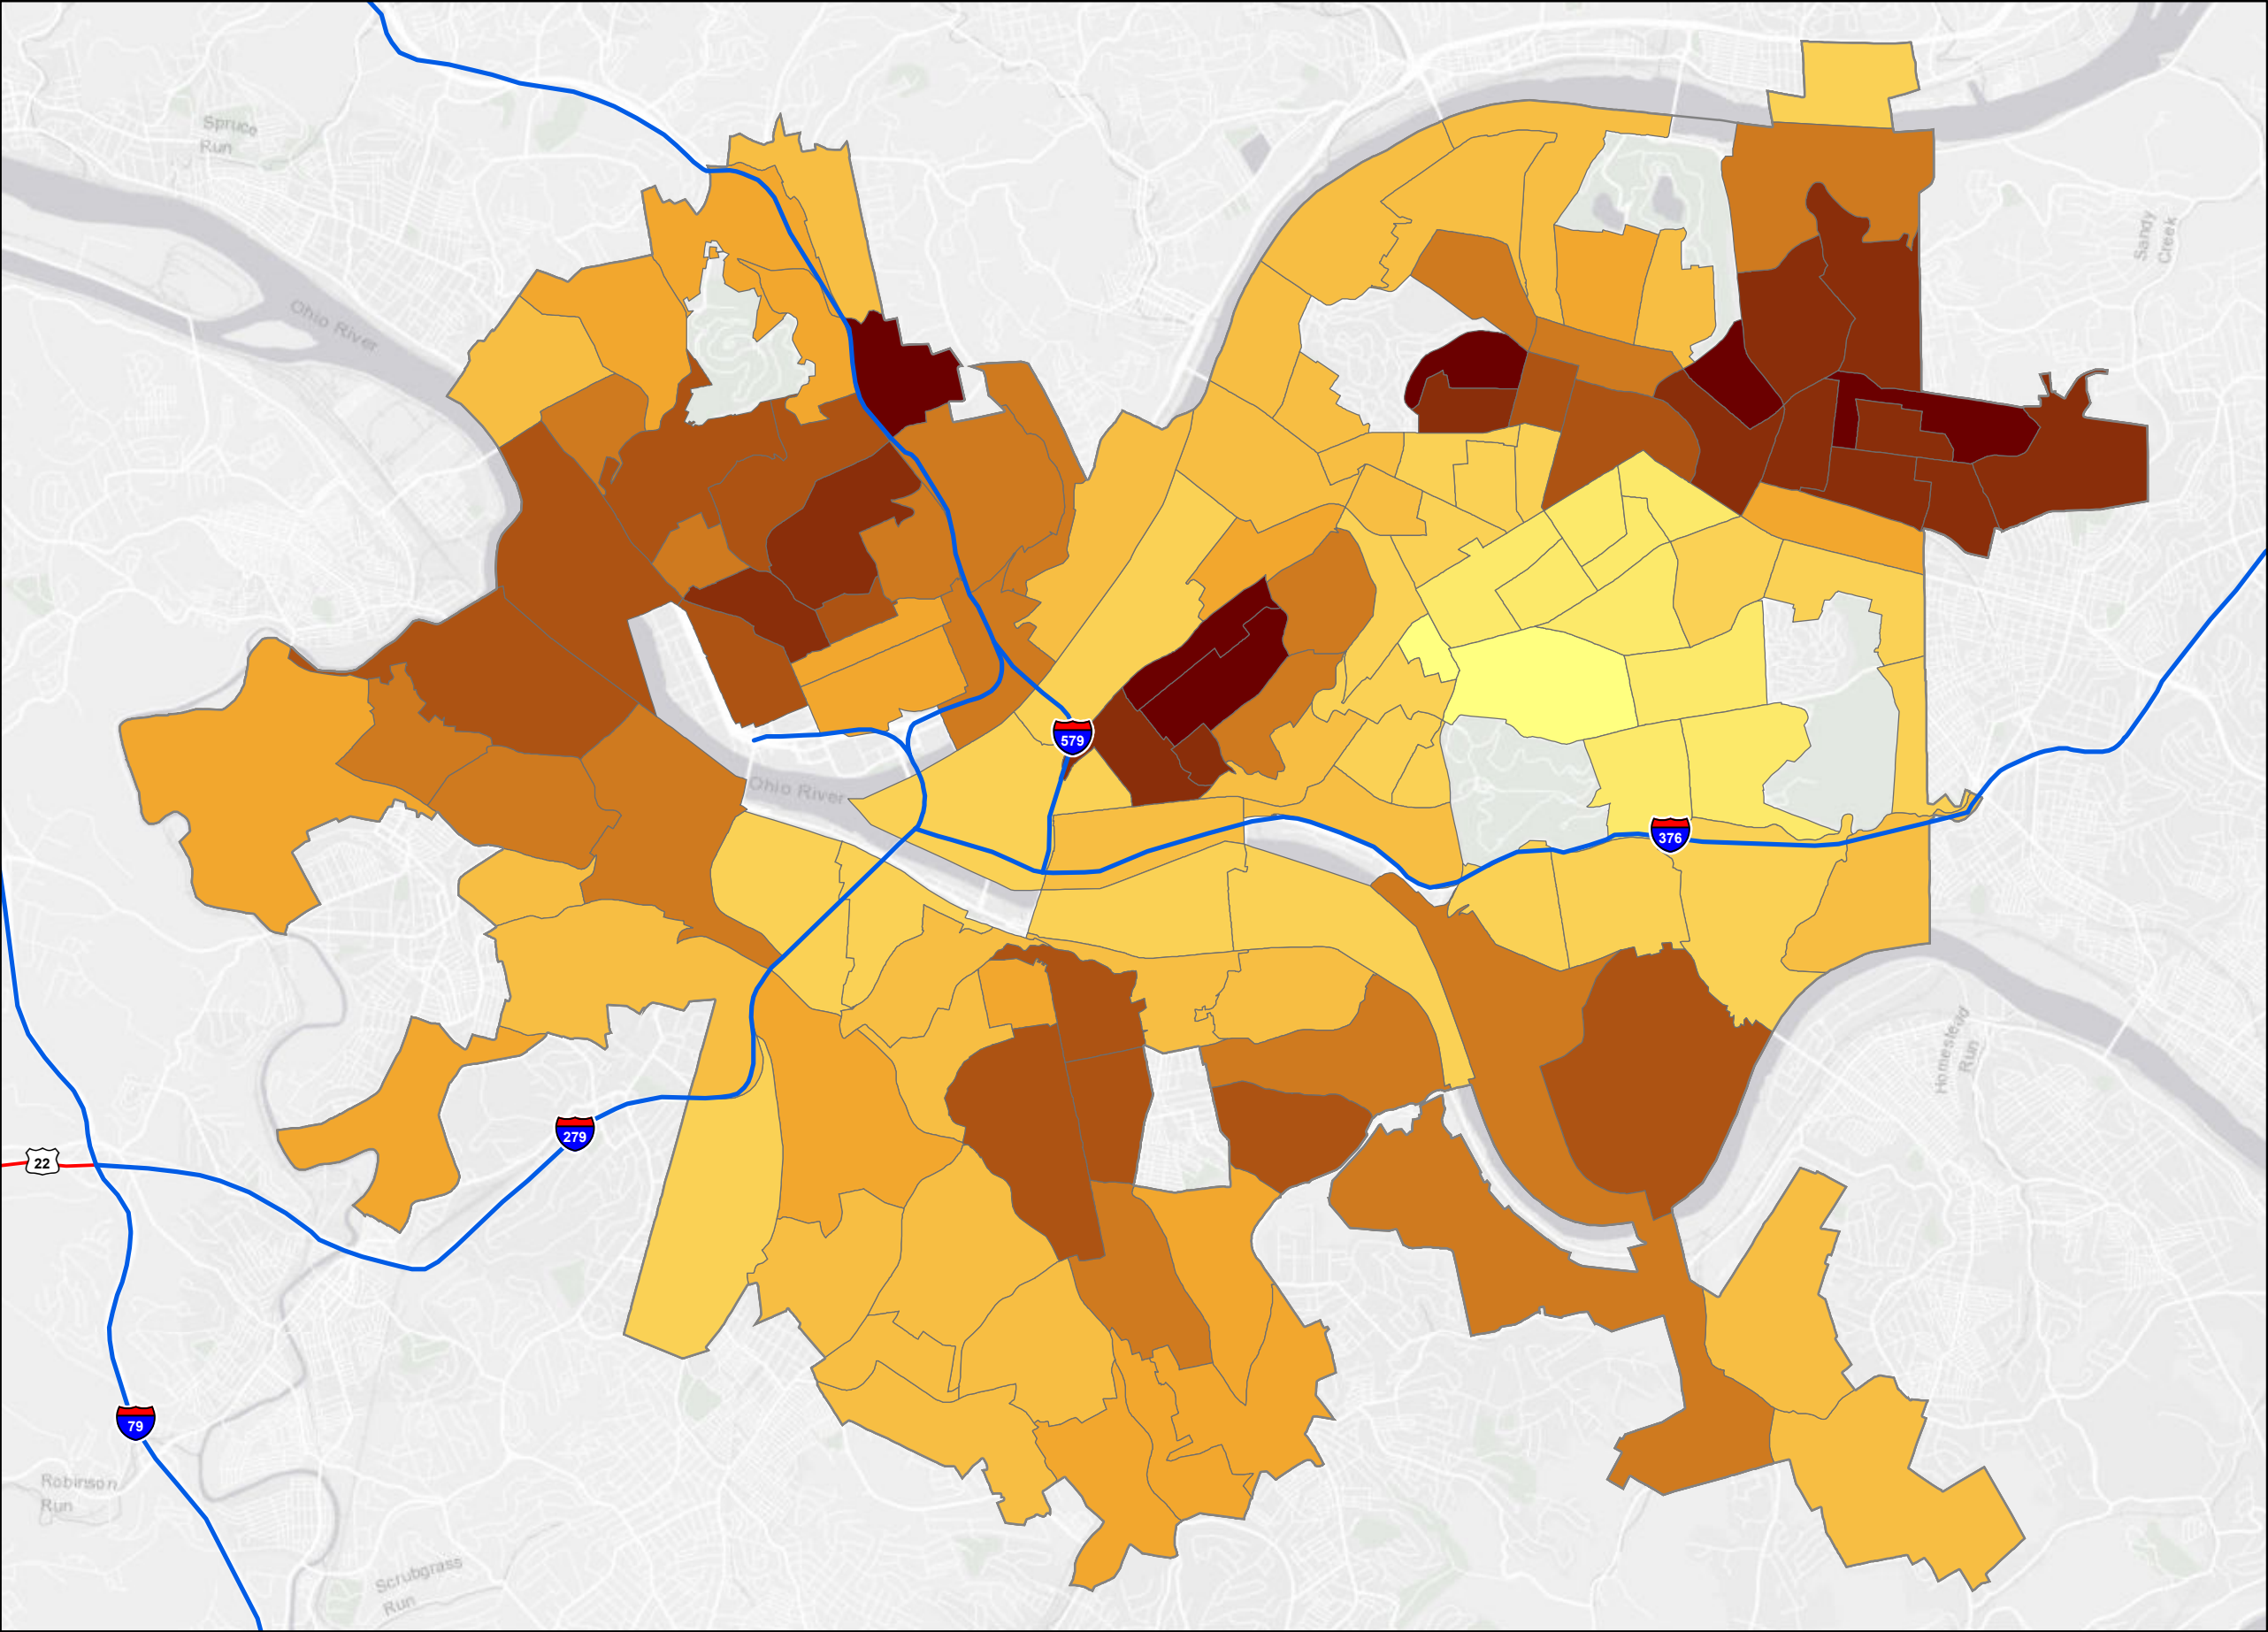 Spruce
Run
Sandy
Creek
Ohio River
579
Ohio River
376
Homestead
Run
279
22
79
Robinson
Run
Scrubgrass
Run